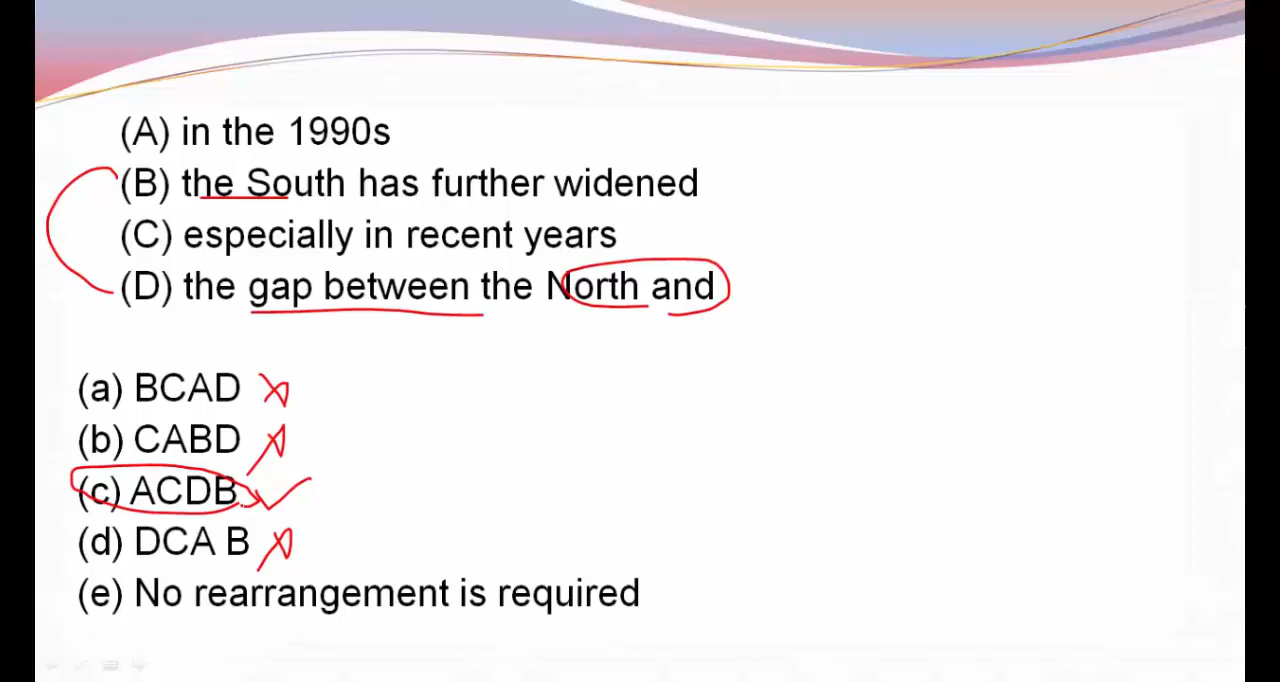 (A) in the 1990s
(B) the South has further widened
(C) especially in recent years
(D) the gap between the North and
(a) BCAD
(b) CABD
(c) ACDB
(d) DCA B
(e) No rearrangement is required